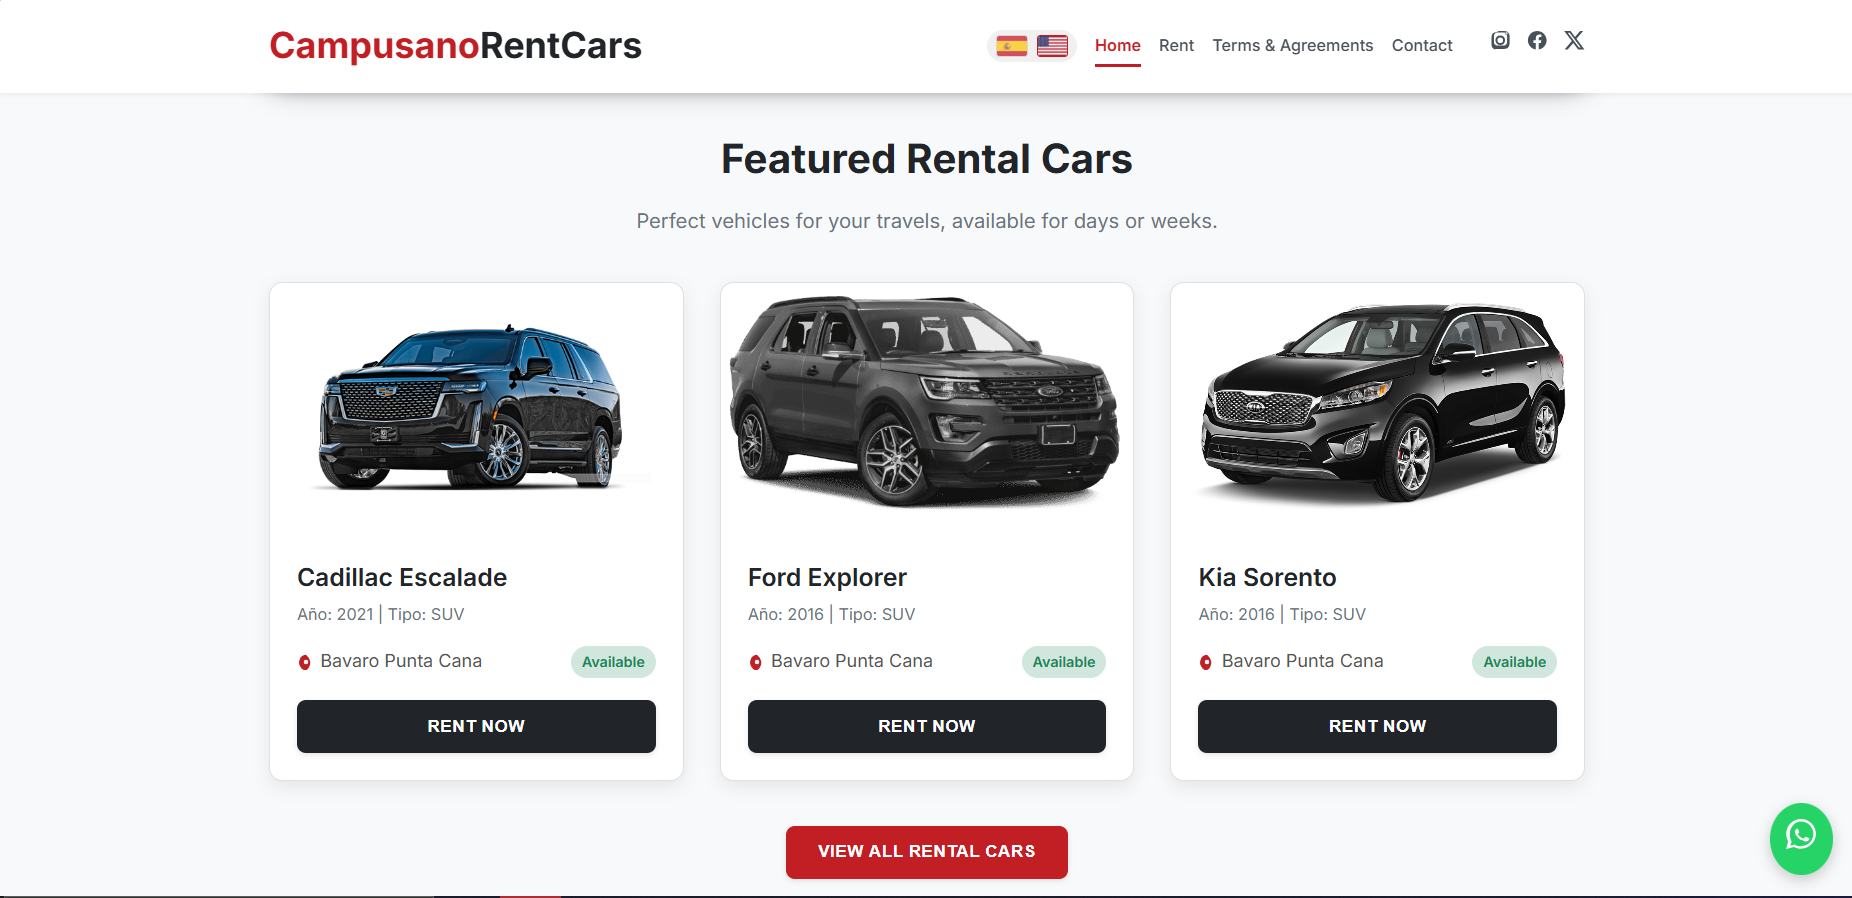 CampusanoRentCars
Home Rent Terms & Agreements Contact
Featured Rental Cars
Perfect vehicles for your travels, available for days or weeks.
Cadillac Escalade
Año: 2021 | Tipo: SUV
Bavaro Punta Cana Available
RENT NOW
Ford Explorer
Año: 2016 | Tipo: SUV
Bavaro Punta Cana Available
RENT NOW
Kia Sorento
Año: 2016 | Tipo: SUV
Bavaro Punta Cana Available
RENT NOW
VIEW ALL RENTAL CARS